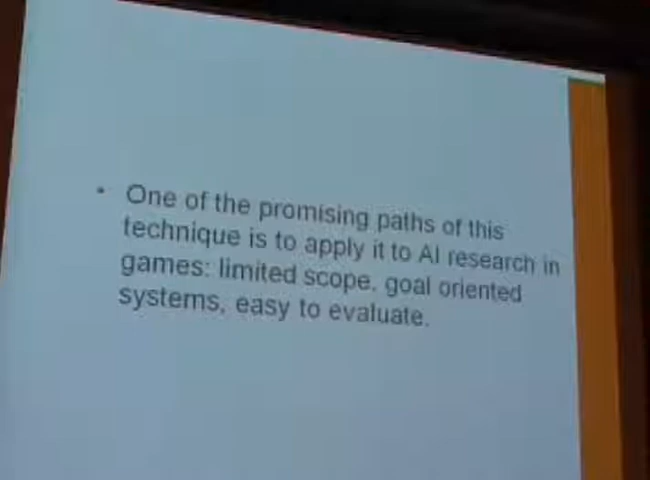 • One of the promising paths of this
technique is to apply it to AI research in
games: limited scope, goal oriented
systems, easy to evaluate.